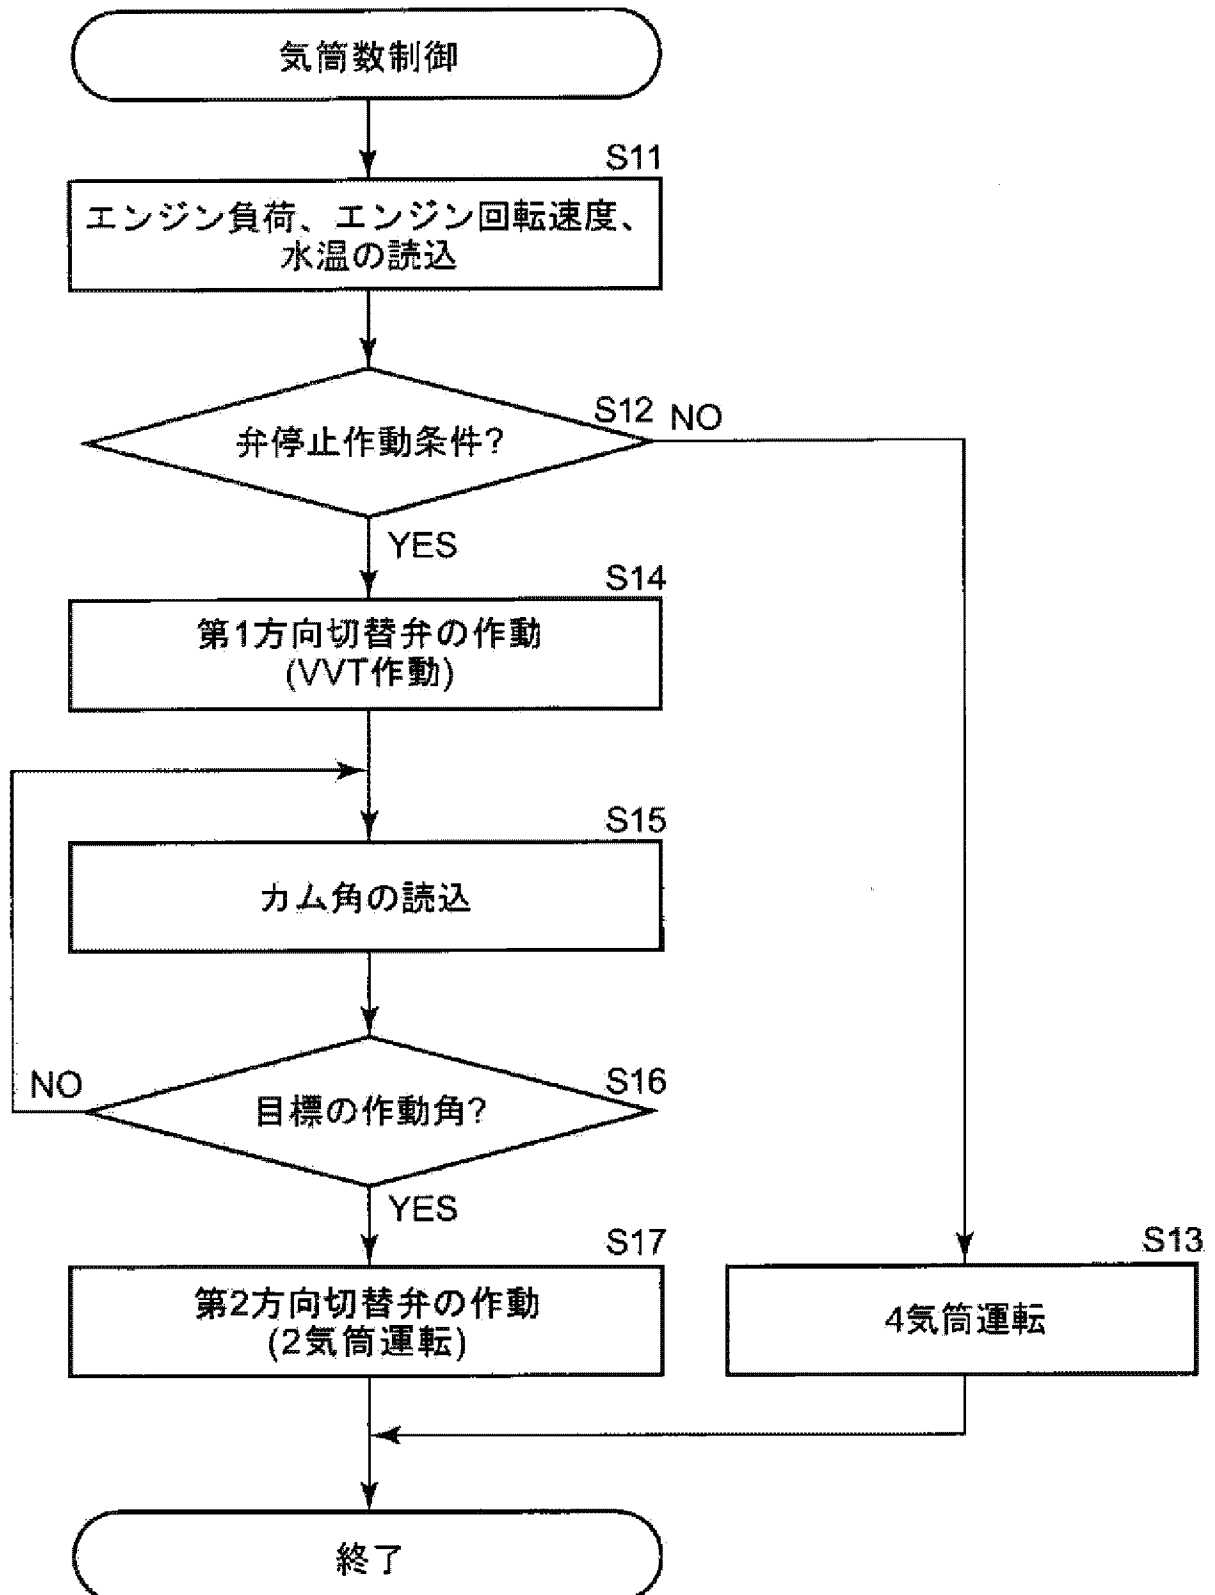 気筒数制御
S11
エンジン負荷、エンジン回転速度、
水温の読込
S12
NO
弁停止作動条件?
YES
S14
第1方向切替弁の作動
(VVT作動)
S15
カム角の読込
NO
S16
目標の作動角?
YES
S17
第2方向切替弁の作動
(2気筒運転)
S13
4気筒運転
終了